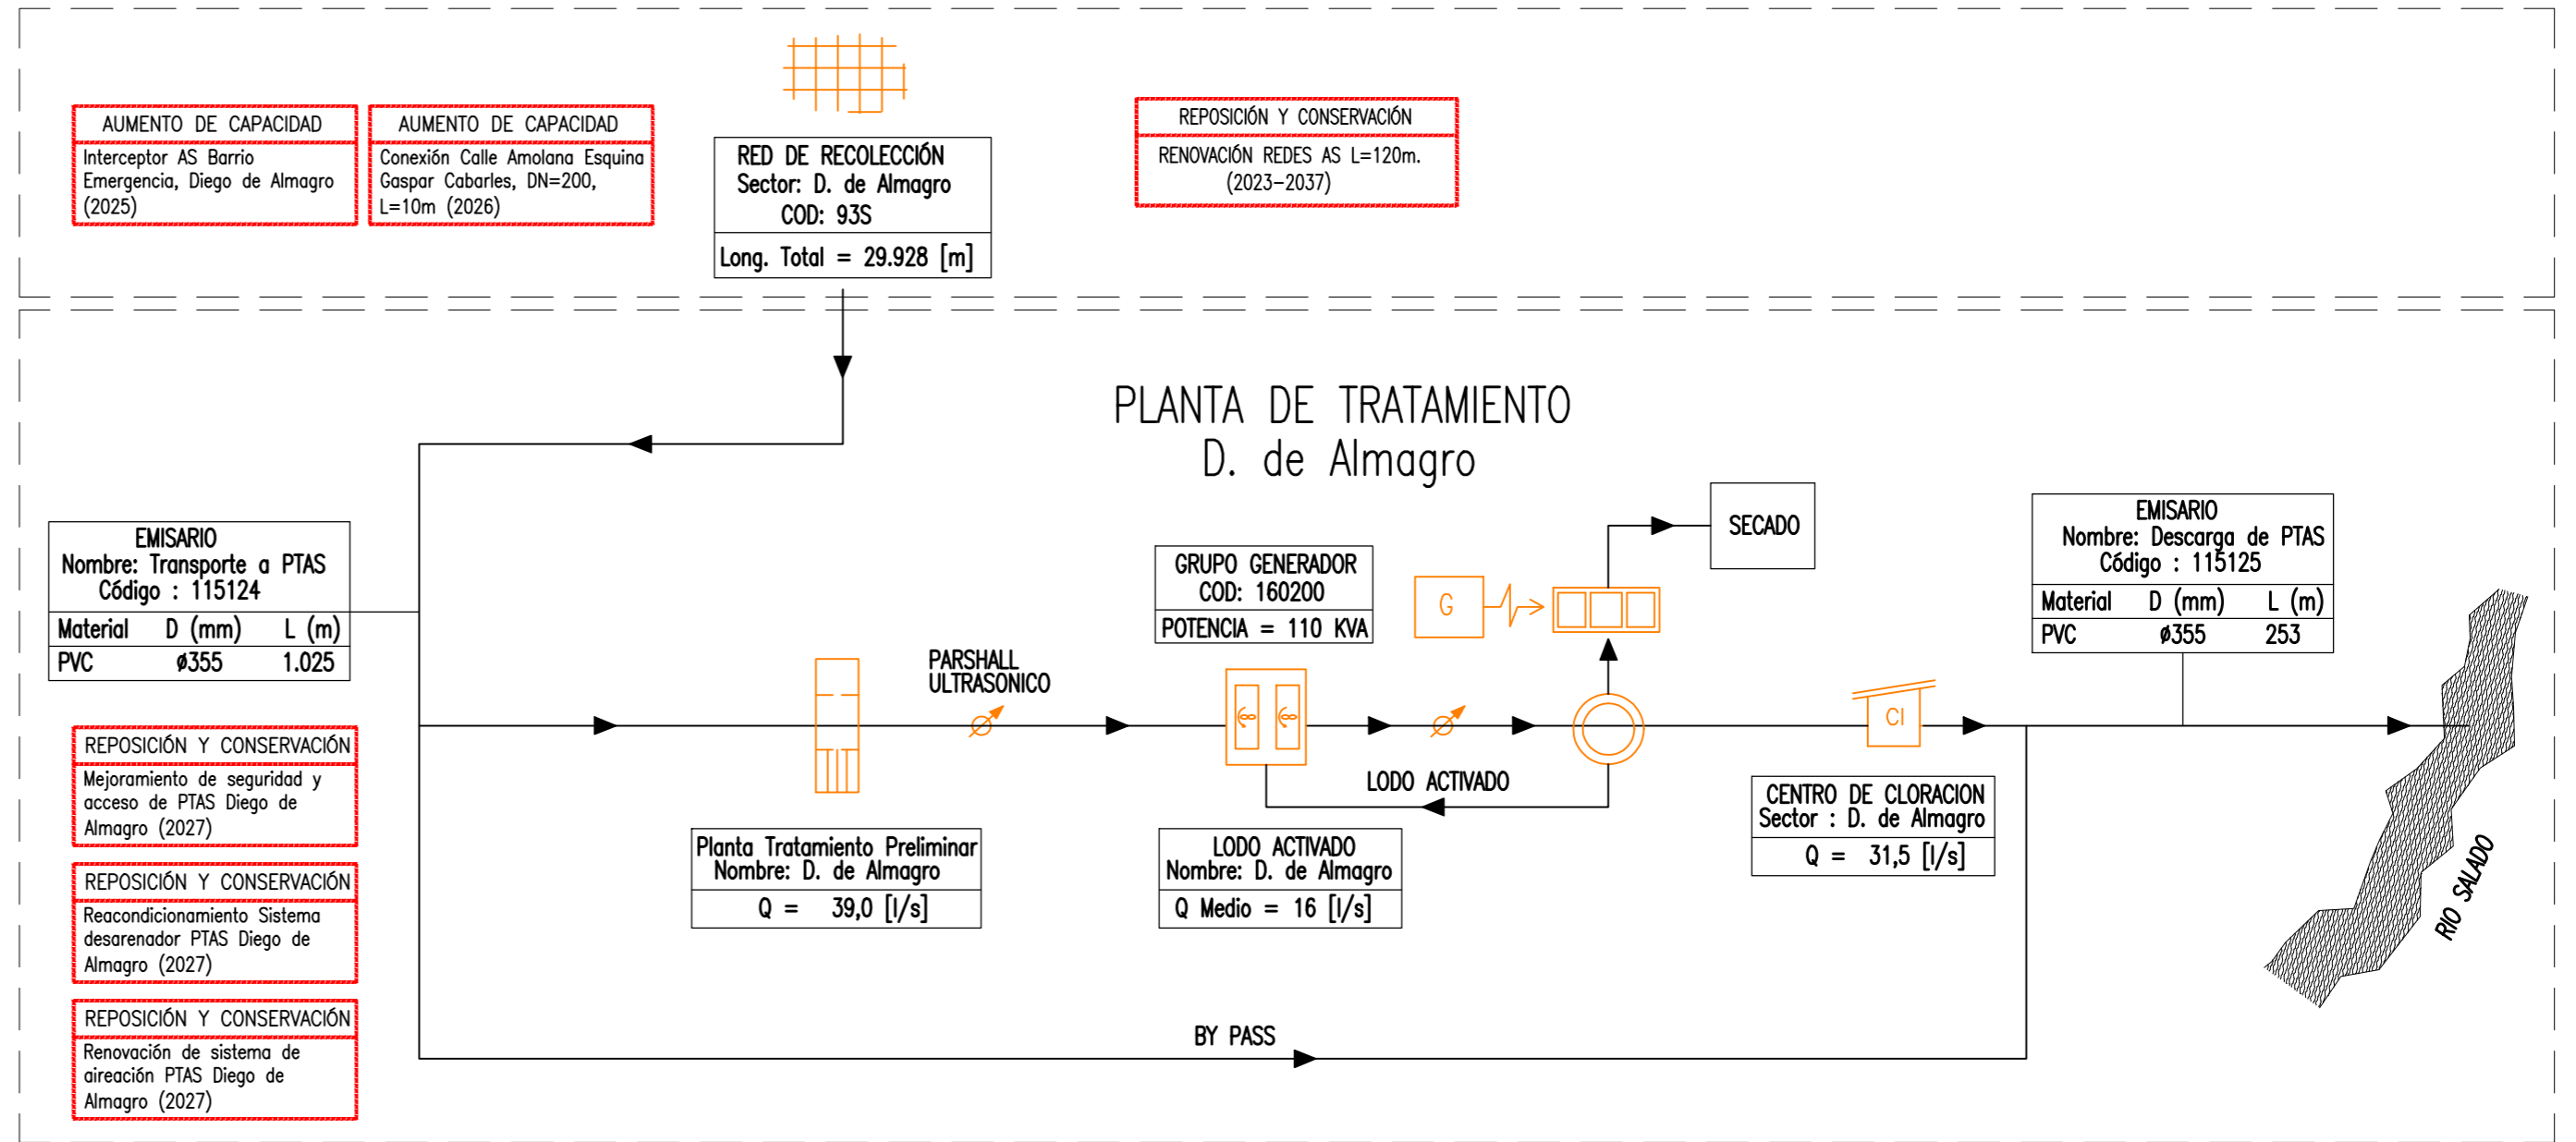 AUMENTO DE CAPACIDAD
Interceptor AS Barrio
Emergencia, Diego de Almagro
(2025)
AUMENTO DE CAPACIDAD
Conexión Calle Amolana Esquina
Gaspar Cabarles, DN=200,
L=10m (2026)
RED DE RECOLECCIÓN
Sector: D. de Almagro
COD: 93S
Long. Total = 29.928 [m]
REPOSICIÓN Y CONSERVACIÓN
RENOVACIÓN REDES AS L=120m.
(2023-2037)
PLANTA DE TRATAMIENTO
D. de Almagro
EMISARIO
Nombre: Transporte a PTAS
Código : 115124
Material D (mm) L (m)
PVC ø355 1.025
GRUPO GENERADOR
COD: 160200
POTENCIA = 110 KVA
G
SECADO
EMISARIO
Nombre: Descarga de PTAS
Código : 115125
Material D (mm) L (m)
PVC ø355 253
PARSHALL
ULTRASONICO
LODO ACTIVADO
Cl
REPOSICIÓN Y CONSERVACIÓN
Mejoramiento de seguridad y
acceso de PTAS Diego de
Almagro (2027)
Planta Tratamiento Preliminar
Nombre: D. de Almagro
Q = 39,0 [l/s]
LODO ACTIVADO
Nombre: D. de Almagro
Q Medio = 16 [l/s]
CENTRO DE CLORACION
Sector : D. de Almagro
Q = 31,5 [l/s]
RIO SALADO
REPOSICIÓN Y CONSERVACIÓN
Reacondicionamiento Sistema
desarenador PTAS Diego de
Almagro (2027)
REPOSICIÓN Y CONSERVACIÓN
Renovación de sistema de
aireación PTAS Diego de
Almagro (2027)
BY PASS